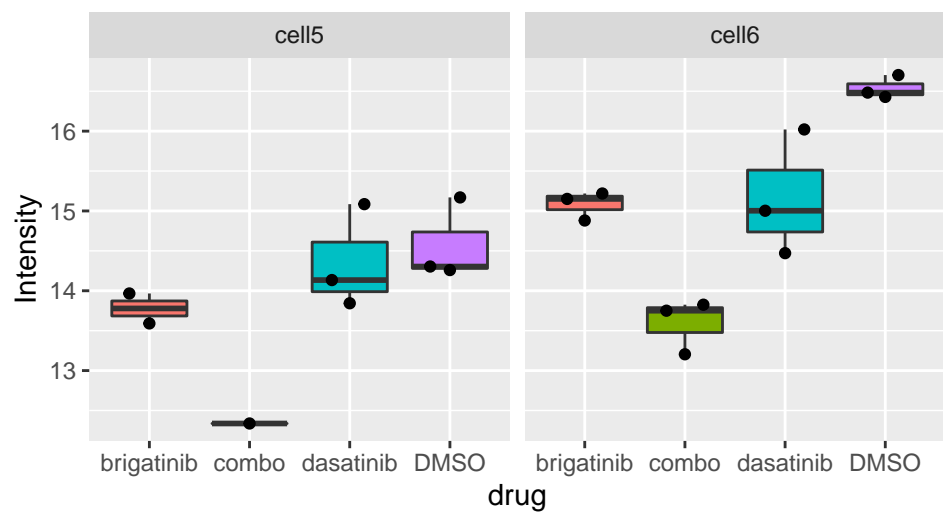 cell5 cell6
Intensity
16
15
14
13
brigatinib combo dasatinib DMSO brigatinib combo dasatinib DMSO
drug